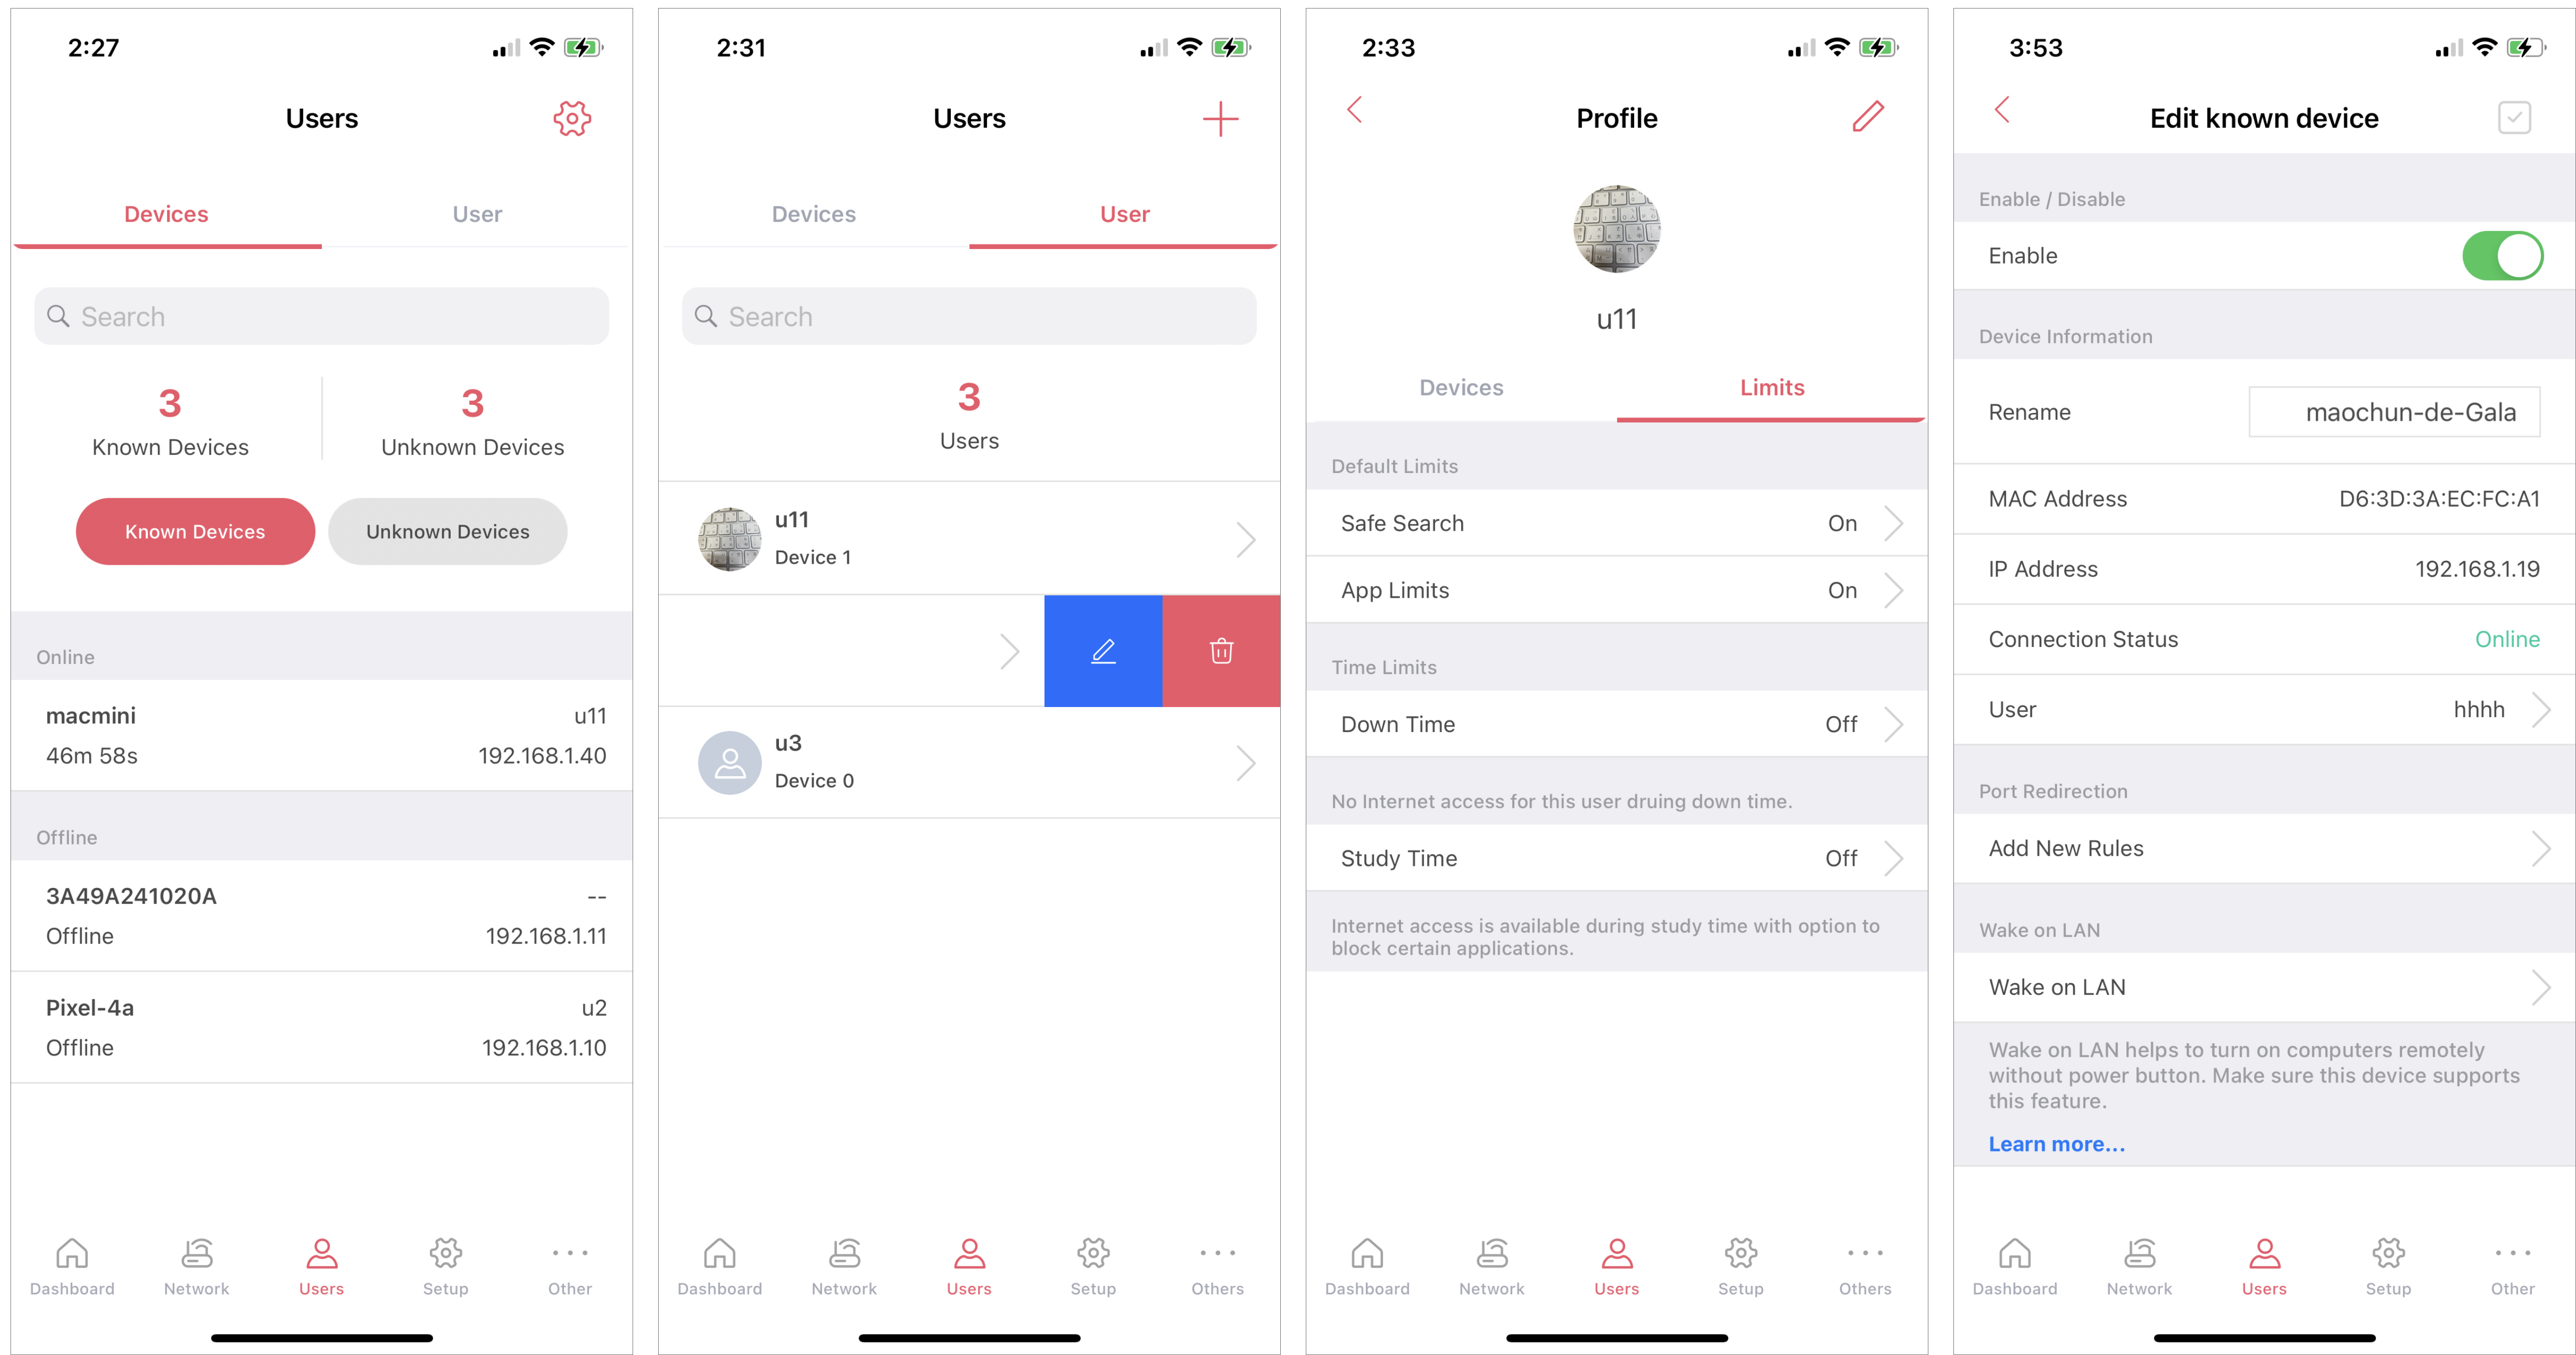 2:27
Users
Devices
User
Search
3
3
Known Devices
Unknown Devices
Known Devices
Unknown Devices
Online
macmini
u11
46m 58s
192.168.1.40
Offline
3A49A241020A
--
Offline
192.168.1.11
Pixel-4a
u2
Offline
192.168.1.10
Dashboard
Network
Users
Setup
Other
2:31
Users
Devices
User
Search
3
Users
u11
Device 1
u3
Device 0
Dashboard
Network
Users
Setup
Others
2:33
Profile
u11
Devices
Limits
Default Limits
Safe Search
On
App Limits
On
Time Limits
Down Time
Off
No Internet access for this user druing down time.
Study Time
Off
Internet access is available during study time with option to
block certain applications.
Dashboard
Network
Users
Setup
Others
3:53
Edit known device
Enable / Disable
Enable
Device Information
Rename
maochun-de-Gala
MAC Address
D6:3D:3A:EC:FC:A1
IP Address
192.168.1.19
Connection Status
Online
User
hhhh
Port Redirection
Add New Rules
Wake on LAN
Wake on LAN
Wake on LAN helps to turn on computers remotely
without power button. Make sure this device supports
this feature.
Learn more...
Dashboard
Network
Users
Setup
Other